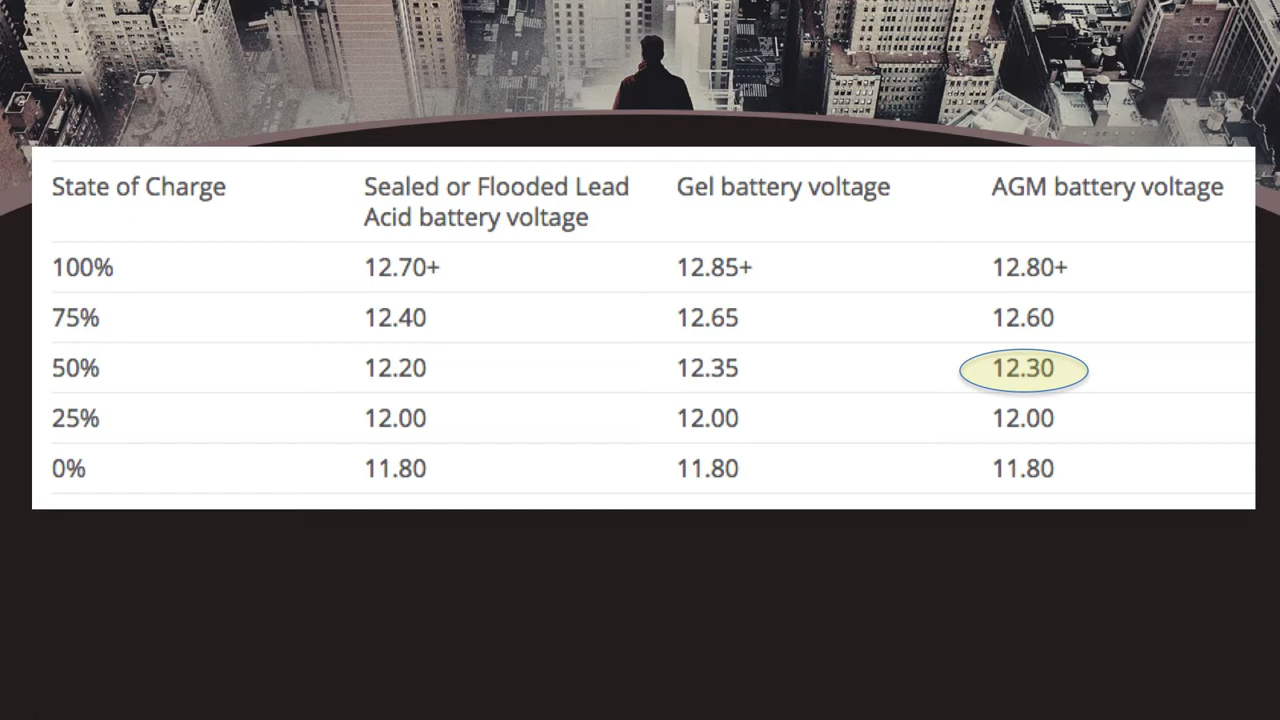 State of Charge Sealed or Flooded Lead Gel battery voltage AGM battery voltage
Acid battery voltage
100% 12.70+ 12.85+ 12.80+
75% 12.40 12.65 12.60
50% 12.20 12.35 12.30
25% 12.00 12.00 12.00
0% 11.80 11.80 11.80